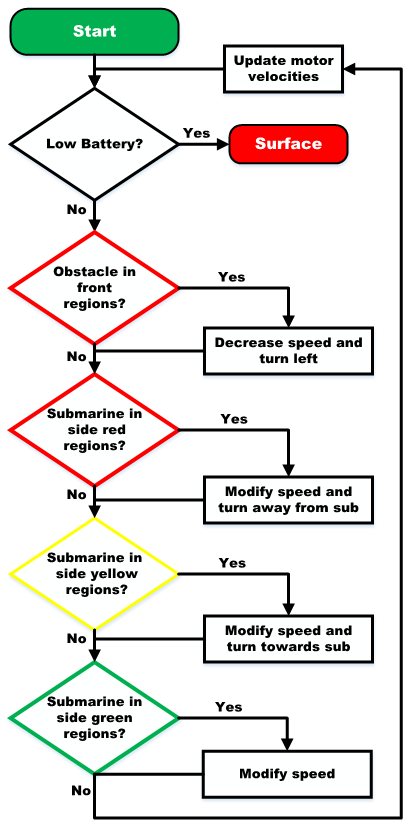 Start
Update motor
velocities
Low Battery?
Yes
Surface
No
Obstacle in
front
regions?
Yes
Decrease speed and
turn left
No
Submarine in
side red
regions?
Yes
Modify speed and
turn away from sub
No
Submarine in
side yellow
regions?
Yes
Modify speed and
turn towards sub
No
Submarine in
side green
regions?
Yes
Modify speed
No